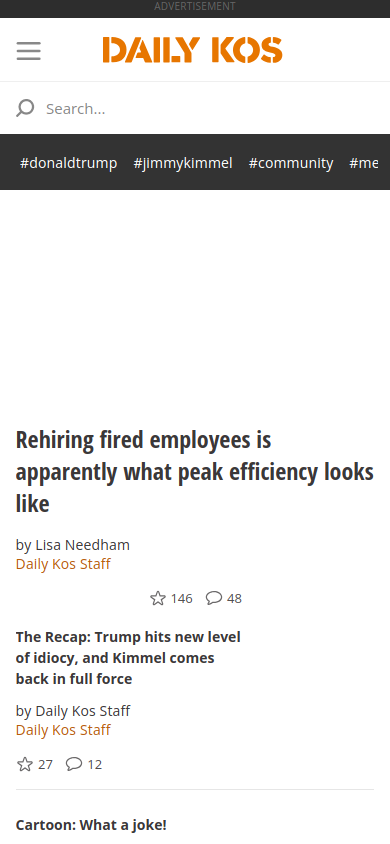 ADVERTISEMENT
DAILY KOS
Search...
#donaldtrump #jimmykimmel #community #me
Rehiring fired employees is
apparently what peak efficiency looks
like
by Lisa Needham
Daily Kos Staff
146 48
The Recap: Trump hits new level
of idiocy, and Kimmel comes
back in full force
by Daily Kos Staff
Daily Kos Staff
27 12
Cartoon: What a joke!